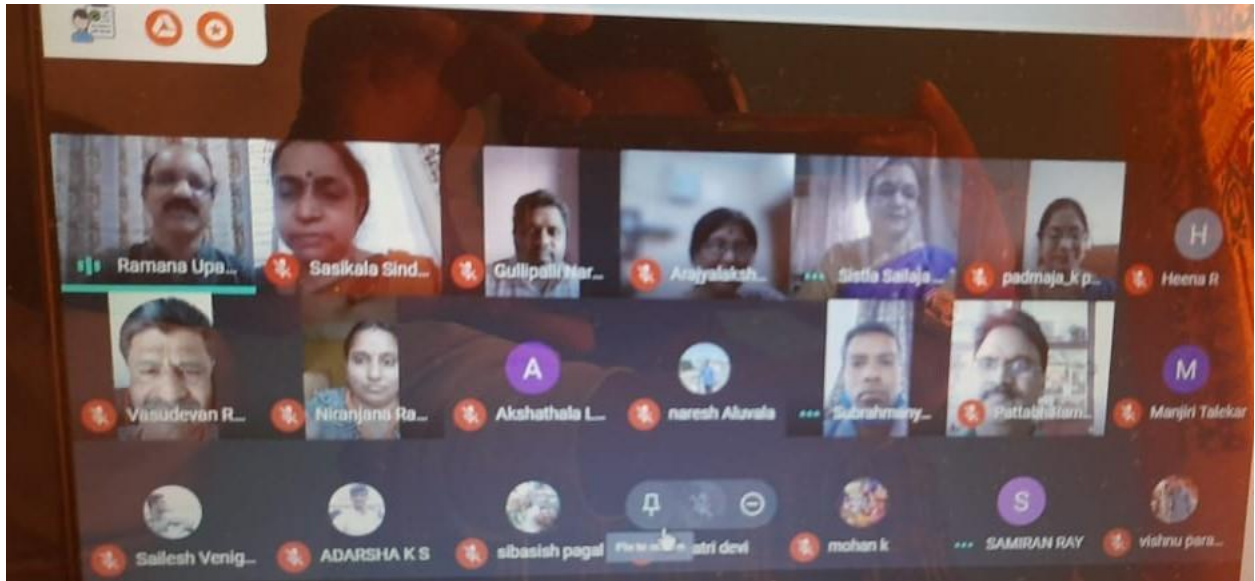 Ramana Upa...
Sasikala Sind...
Gullipalli Nar...
Arajyalaksh...
Sistla Sailaja...
padmaja_k p...
H
Heena R
Vasudevan R...
Niranjana Ra...
A
Akshathala L...
naresh Aluvala
Subrahmany...
Pattabhiram...
M
Manjiri Talekar
Sailesh Venig...
ADARSHA K S
sibasish pagal
atri devi
mohan k
S
SAMIRAN RAY
vishnu para...